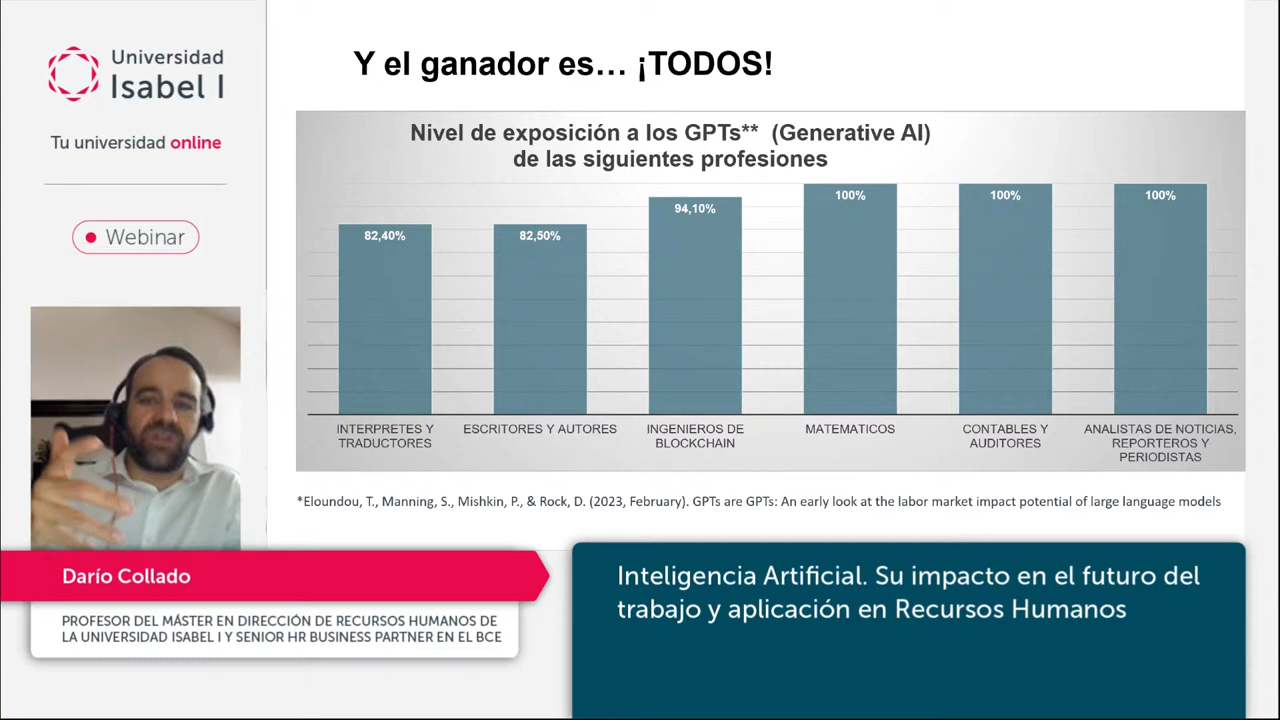 Universidad
Isabel I
Tu universidad online
Webinar
Y el ganador es… ¡TODOS!
Nivel de exposición a los GPTs** (Generative AI)
de las siguientes profesiones
82,40%
82,50%
94,10%
100%
100%
100%
INTERPRETES Y
TRADUCTORES
ESCRITORES Y AUTORES
INGENIEROS DE
BLOCKCHAIN
MATEMATICOS
CONTABLES Y
AUDITORES
ANALISTAS DE NOTICIAS,
REPORTEROS Y
PERIODISTAS
*Eloundou, T., Manning, S., Mishkin, P., & Rock, D. (2023, February). GPTs are GPTs: An early look at the labor market impact potential of large language models
Darío Collado
PROFESOR DEL MÁSTER EN DIRECCIÓN DE RECURSOS HUMANOS DE
LA UNIVERSIDAD ISABEL I Y SENIOR HR BUSINESS PARTNER EN EL BCE
Inteligencia Artificial. Su impacto en el futuro del
trabajo y aplicación en Recursos Humanos